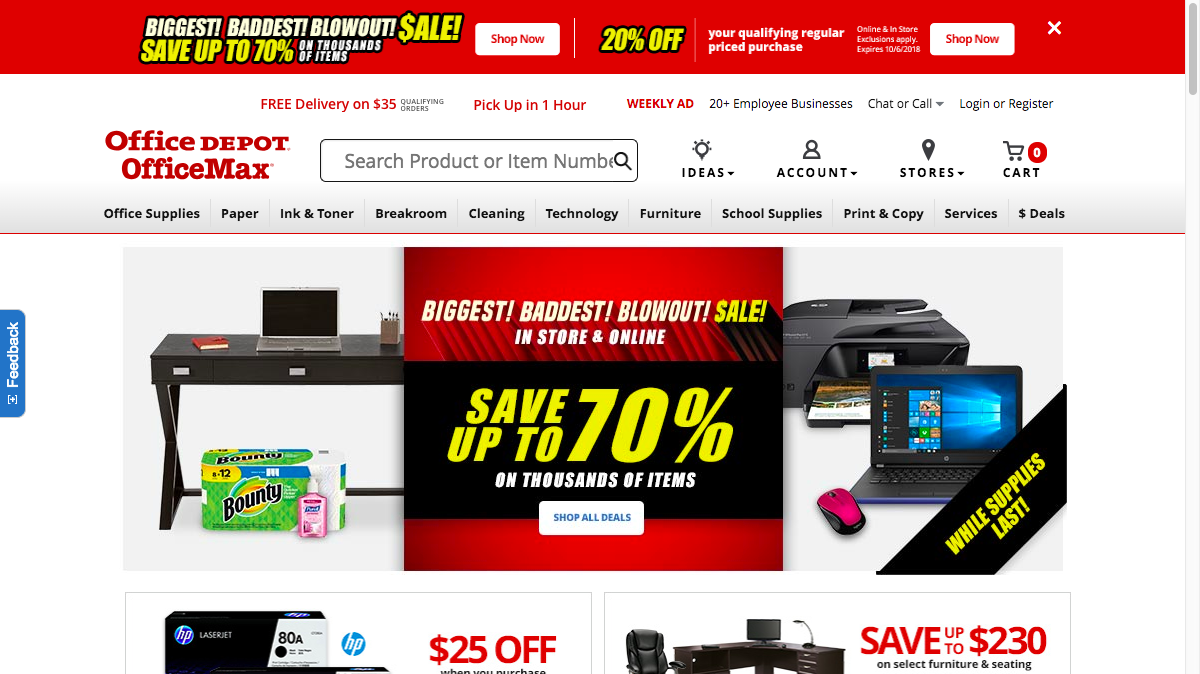 BIGGEST! BADDEST! BLOWOUT! $ALE!
SAVE UP TO 70% ON THOUSANDS OF ITEMS
Shop Now
20% OFF
your qualifying regular
priced purchase
Online & In Store
Exclusions apply.
Expires 10/6/2018
Shop Now
FREE Delivery on $35 QUALIFYING ORDERS
Pick Up in 1 Hour
WEEKLY AD
20+ Employee Businesses
Chat or Call
Login or Register
Office DEPOT
OfficeMax
Search Product or Item Numbe
IDEAS
ACCOUNT
STORES
0
CART
Office Supplies
Paper
Ink & Toner
Breakroom
Cleaning
Technology
Furniture
School Supplies
Print & Copy
Services
$ Deals
Feedback
BIGGEST! BADDEST! BLOWOUT! $ALE!
IN STORE & ONLINE
SAVE
UP TO 70%
ON THOUSANDS OF ITEMS
SHOP ALL DEALS
Bounty
8=12
Bounty
WHILE SUPPLIES
LAST!
hp
LASERJET
80A
hp
$25 OFF
when you purchase
SAVE UP TO $230
on select furniture & seating